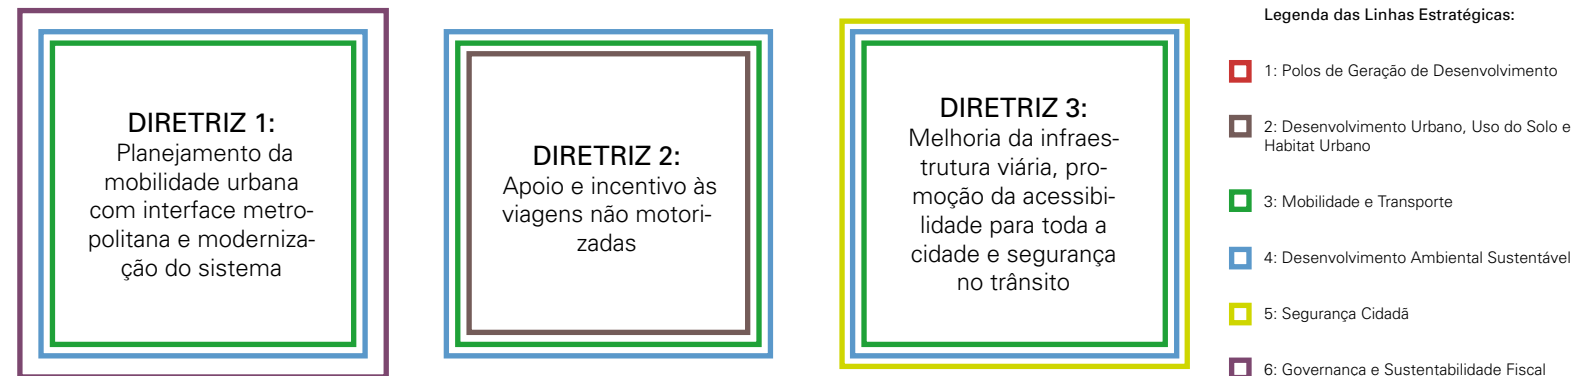 DIRETRIZ 1:
Planejamento da
mobilidade urbana
com interface metro-
politana e moderniza-
ção do sistema
DIRETRIZ 2:
Apoio e incentivo às
viagens não motori-
zadas
DIRETRIZ 3:
Melhoria da infraes-
trutura viária, pro-
moção da acessibi-
lidade para toda a
cidade e segurança
no trânsito
Legenda das Linhas Estratégicas:
1: Polos de Geração de Desenvolvimento
2: Desenvolvimento Urbano, Uso do Solo e
Habitat Urbano
3: Mobilidade e Transporte
4: Desenvolvimento Ambiental Sustentável
5: Segurança Cidadã
6: Governança e Sustentabilidade Fiscal